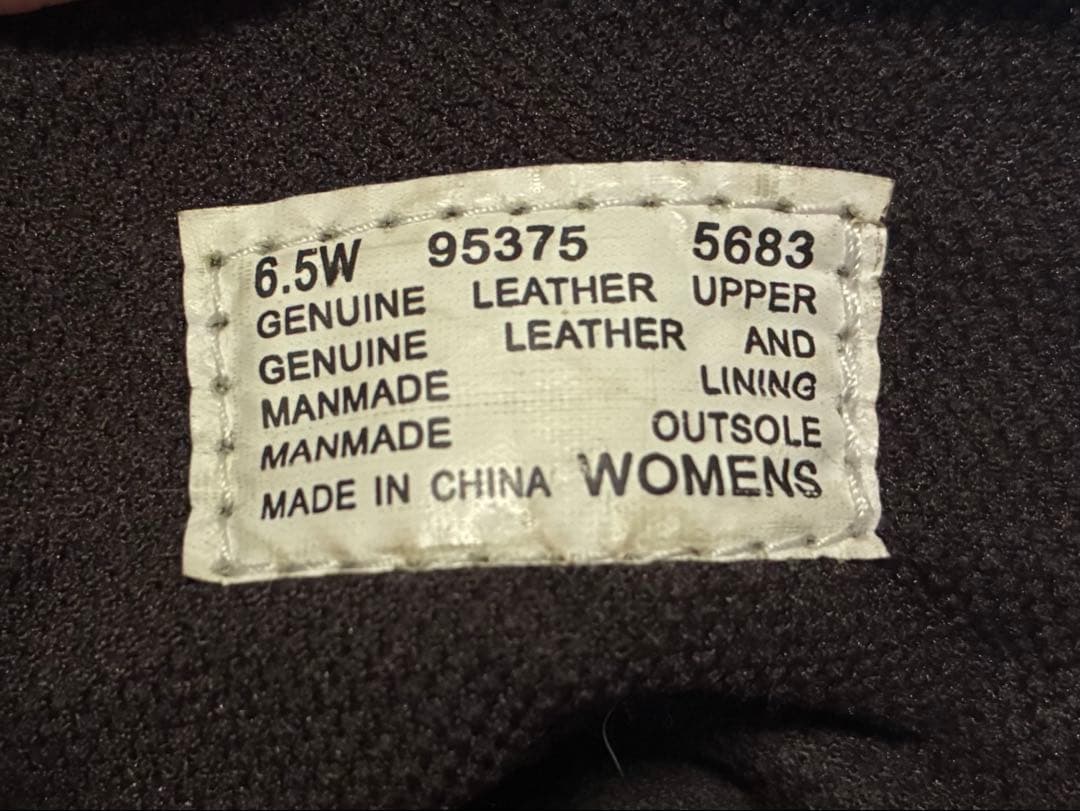 6.5W 95375 5683
GENUINE LEATHER UPPER
GENUINE LEATHER AND
MANMADE LINING
MANMADE OUTSOLE
MADE IN CHINA WOMENS